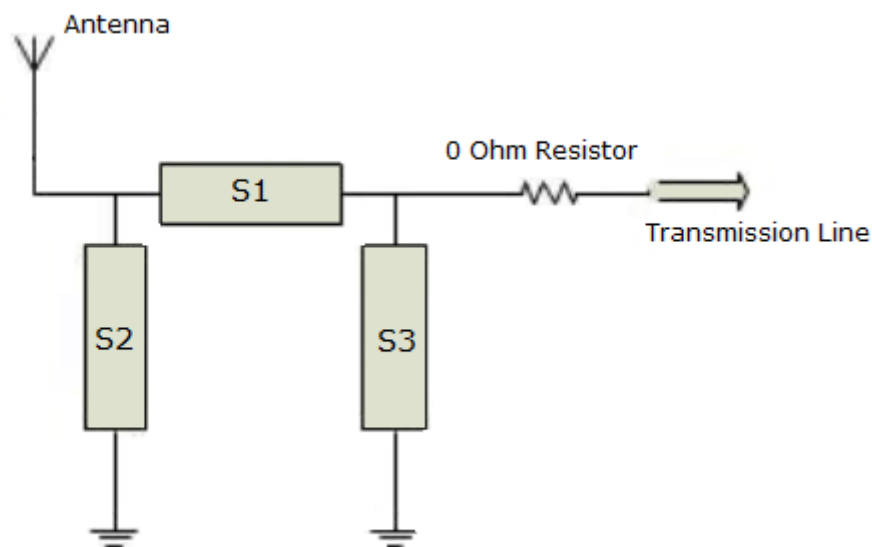 Antenna
0 Ohm Resistor
S1
Transmission Line
S2
S3